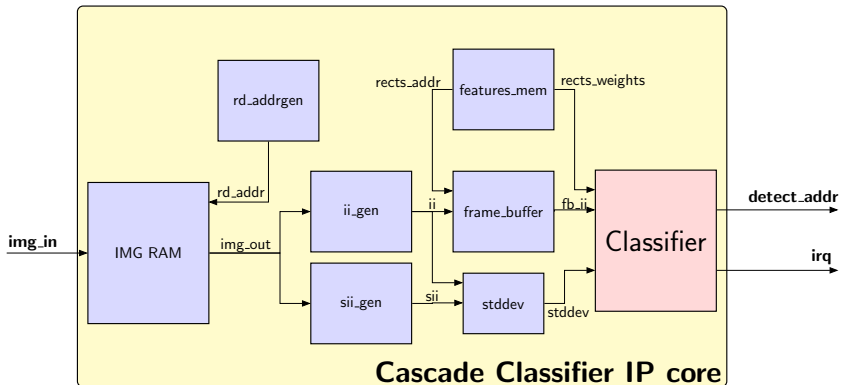 rects_addr
features_mem
rects_weights
rd_addrgen
rd_addr
ii_gen
ii
frame_buffer
fb_ii
Classifier
detect_addr
img_in
IMG RAM
img_out
irq
sii_gen
sii
stddev
stddev
Cascade Classifier IP core